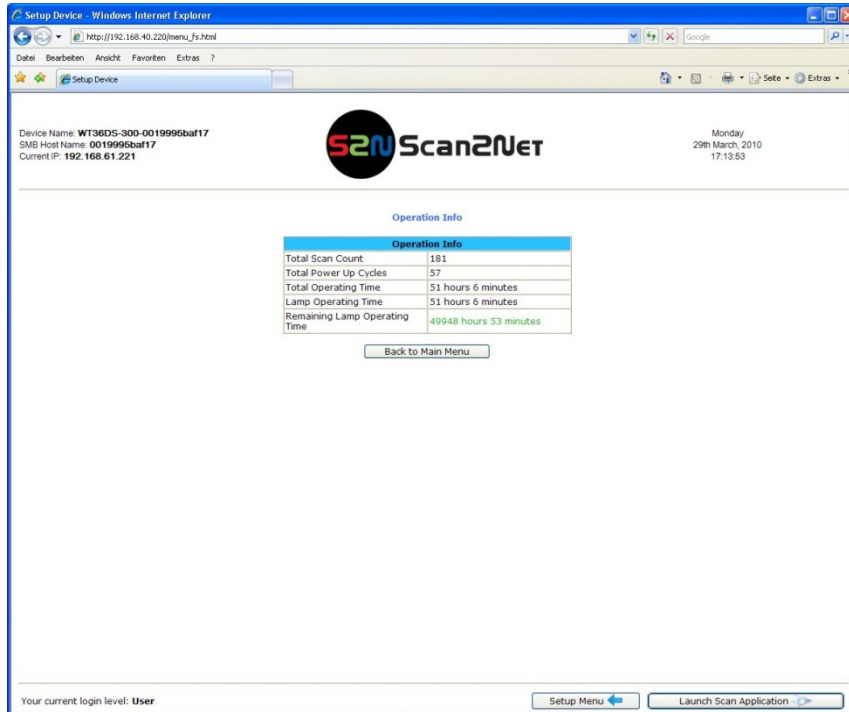 Setup Device - Windows Internet Explorer
http://192.168.40.220/menu_fs.html
Google
Datei Bearbeiten Ansicht Favoriten Extras ?
Setup Device
Seite Extras
Device Name: WT36DS-300-0019995baf17
SMB Host Name: 0019995baf17
Current IP: 192.168.61.221
S2N Scan2Net
Monday
29th March, 2010
17:13:53
Operation Info
Operation Info
Total Scan Count 181
Total Power Up Cycles 57
Total Operating Time 51 hours 6 minutes
Lamp Operating Time 51 hours 6 minutes
Remaining Lamp Operating
Time
49948 hours 53 minutes
Back to Main Menu
Your current login level: User
Setup Menu
Launch Scan Application